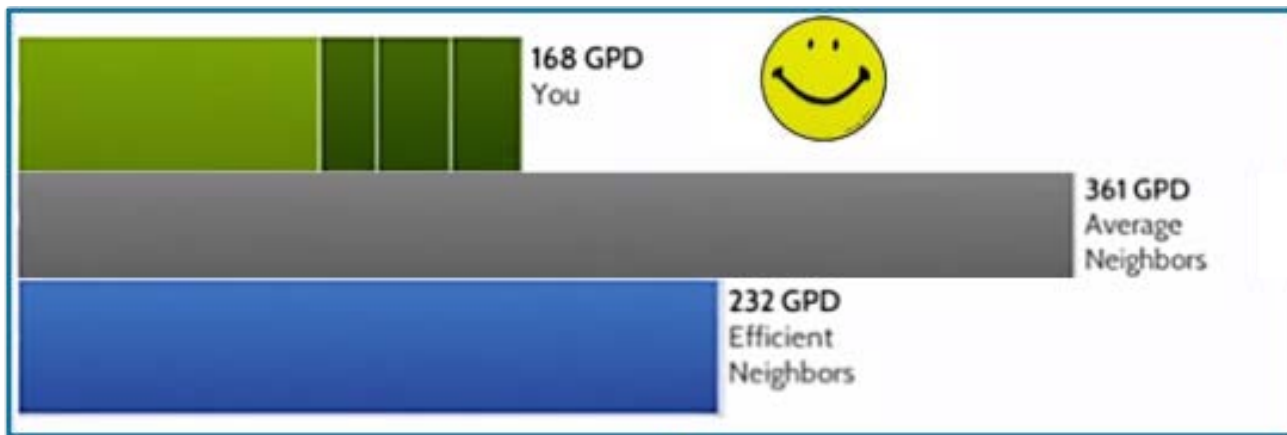 168 GPD
You
361 GPD
Average
Neighbors
232 GPD
Efficient
Neighbors